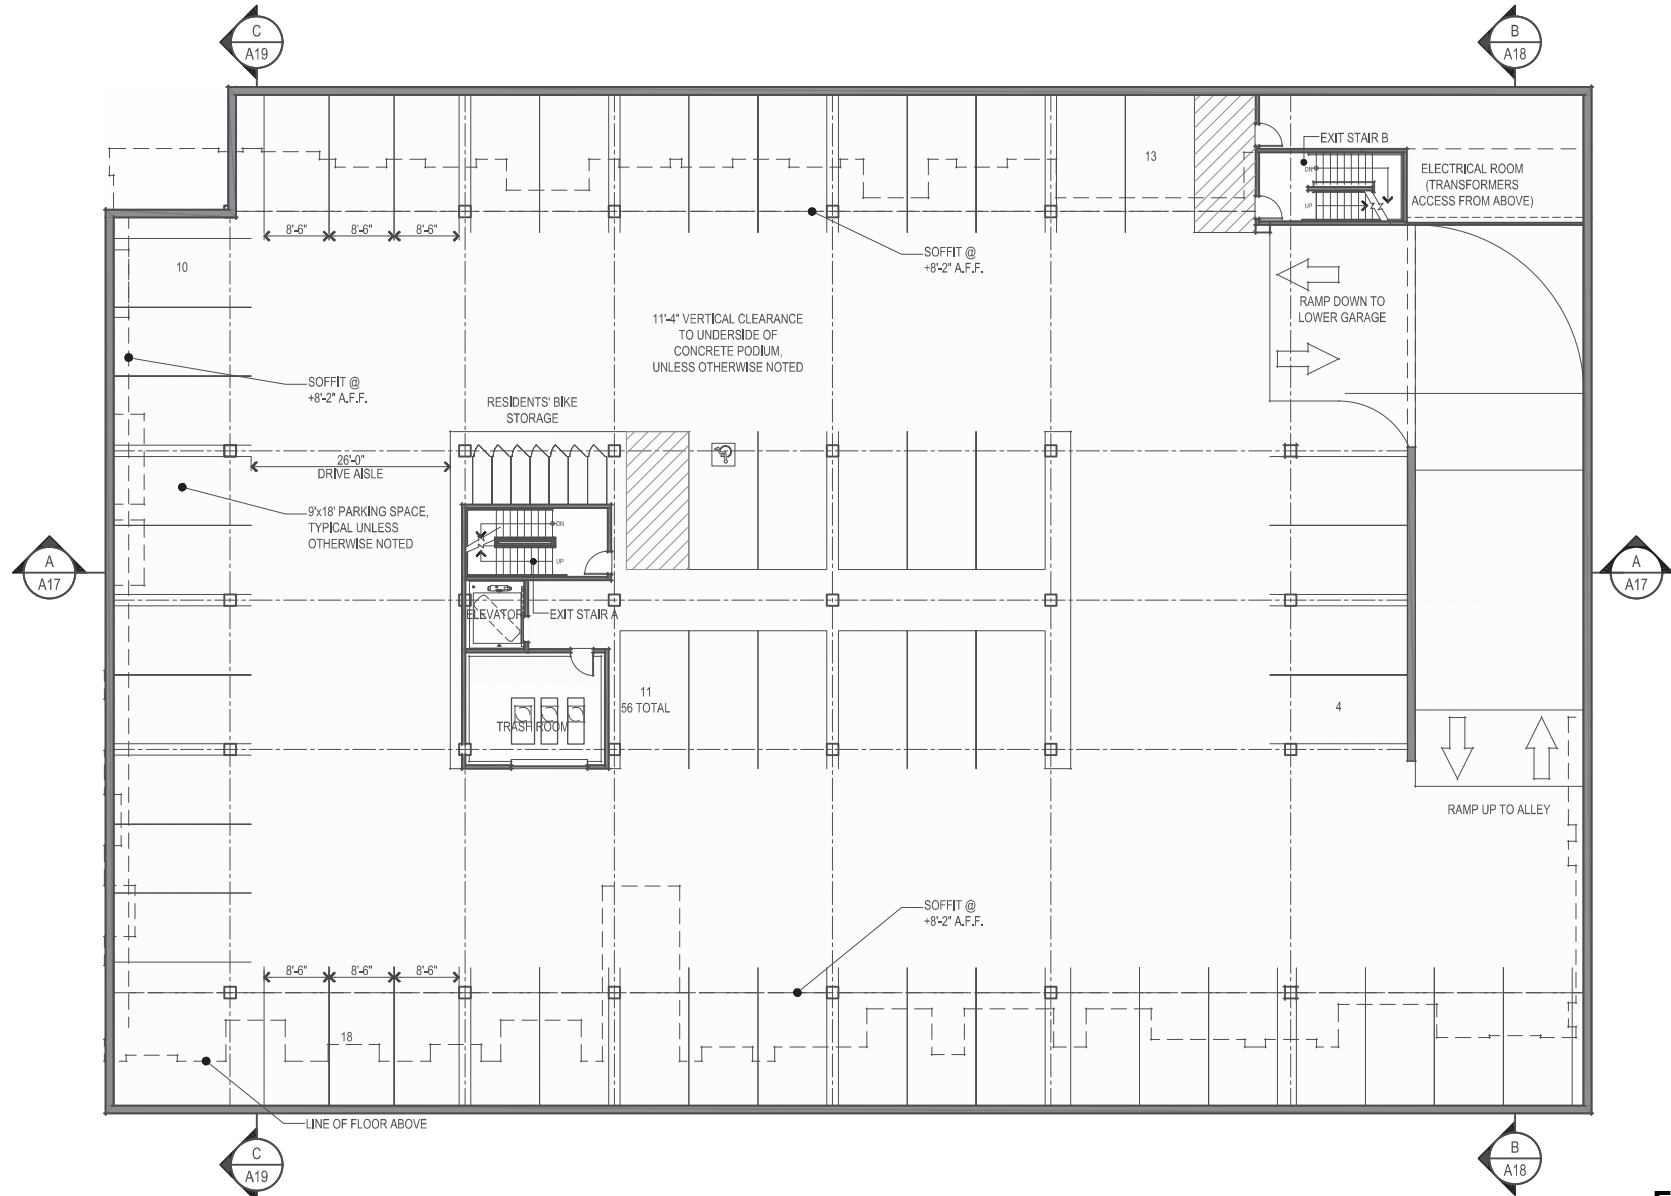 C
A19
B
A18
EXIT STAIR B
DN
UP
ELECTRICAL ROOM
(TRANSFORMERS
ACCESS FROM ABOVE)
13
8'-6"
8'-6"
8'-6"
10
SOFFIT @
+8'-2" A.F.F.
RAMP DOWN TO
LOWER GARAGE
11'-4" VERTICAL CLEARANCE
TO UNDERSIDE OF
CONCRETE PODIUM,
UNLESS OTHERWISE NOTED
SOFFIT @
+8'-2" A.F.F.
RESIDENTS' BIKE
STORAGE
26'-0"
DRIVE AISLE
9'x18' PARKING SPACE,
TYPICAL UNLESS
OTHERWISE NOTED
DN
UP
A
A17
A
A17
ELEVATOR
EXIT STAIR A
11
56 TOTAL
4
TRASH ROOM
RAMP UP TO ALLEY
SOFFIT @
+8'-2" A.F.F.
8'-6"
8'-6"
8'-6"
18
LINE OF FLOOR ABOVE
C
A19
B
A18